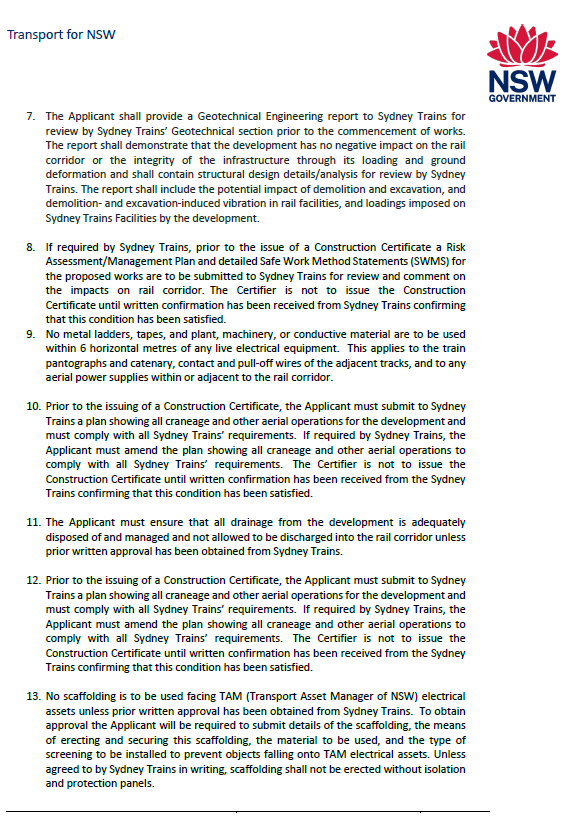 Transport for NSW
NSW
GOVERNMENT
7. The Applicant shall provide a Geotechnical Engineering report to Sydney Trains for
review by Sydney Trains' Geotechnical section prior to the commencement of works.
The report shall demonstrate that the development has no negative impact on the rail
corridor or the integrity of the infrastructure through its loading and ground
deformation and shall contain structural design details/analysis for review by Sydney
Trains. The report shall include the potential impact of demolition and excavation, and
demolition- and excavation-induced vibration in rail facilities, and loadings imposed on
Sydney Trains Facilities by the development.
8. If required by Sydney Trains, prior to the issue of a Construction Certificate a Risk
Assessment/Management Plan and detailed Safe Work Method Statements (SWMS) for
the proposed works are to be submitted to Sydney Trains for review and comment on
the impacts on rail corridor. The Certifier is not to issue the Construction
Certificate until written confirmation has been received from Sydney Trains confirming
that this condition has been satisfied.
9. No metal ladders, tapes, and plant, machinery, or conductive material are to be used
within 6 horizontal metres of any live electrical equipment. This applies to the train
pantographs and catenary, contact and pull-off wires of the adjacent tracks, and to any
aerial power supplies within or adjacent to the rail corridor.
10. Prior to the issuing of a Construction Certificate, the Applicant must submit to Sydney
Trains a plan showing all craneage and other aerial operations for the development and
must comply with all Sydney Trains' requirements. If required by Sydney Trains, the
Applicant must amend the plan showing all craneage and other aerial operations to
comply with all Sydney Trains' requirements. The Certifier is not to issue the
Construction Certificate until written confirmation has been received from the Sydney
Trains confirming that this condition has been satisfied.
11. The Applicant must ensure that all drainage from the development is adequately
disposed of and managed and not allowed to be discharged into the rail corridor unless
prior written approval has been obtained from Sydney Trains.
12. Prior to the issuing of a Construction Certificate, the Applicant must submit to Sydney
Trains a plan showing all craneage and other aerial operations for the development and
must comply with all Sydney Trains' requirements. If required by Sydney Trains, the
Applicant must amend the plan showing all craneage and other aerial operations to
comply with all Sydney Trains' requirements. The Certifier is not to issue the
Construction Certificate until written confirmation has been received from the Sydney
Trains confirming that this condition has been satisfied.
13. No scaffolding is to be used facing TAM (Transport Asset Manager of NSW) electrical
assets unless prior written approval has been obtained from Sydney Trains. To obtain
approval the Applicant will be required to submit details of the scaffolding, the means
of erecting and securing this scaffolding, the material to be used, and the type of
screening to be installed to prevent objects falling onto TAM electrical assets. Unless
agreed to by Sydney Trains in writing, scaffolding shall not be erected without isolation
and protection panels.